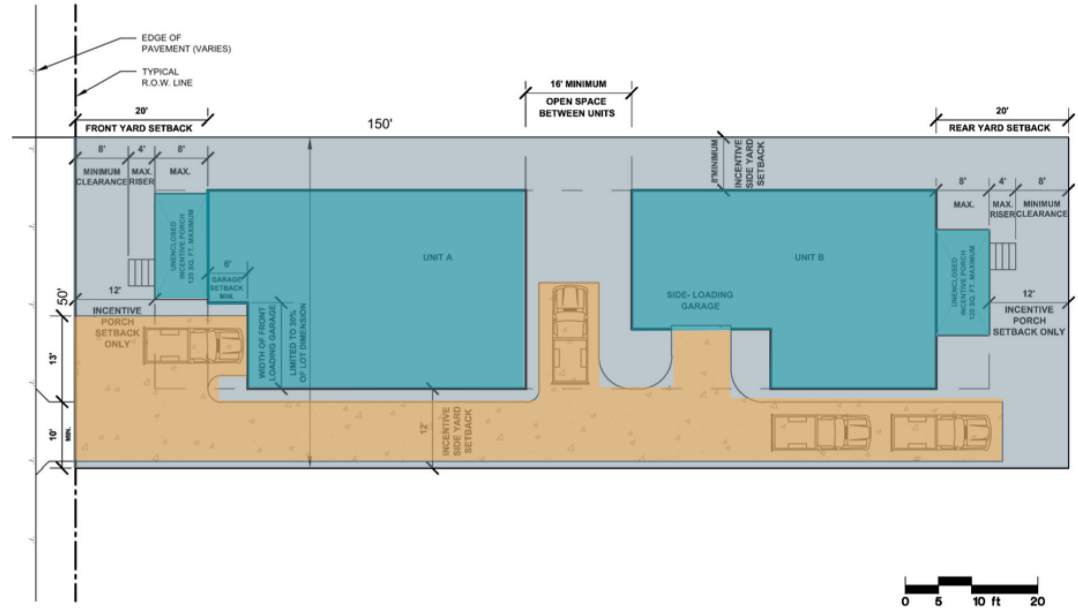 EDGE OF
PAVEMENT (VARIES)
TYPICAL
R.O.W. LINE
20'
FRONT YARD SETBACK
150'
16' MINIMUM
OPEN SPACE
BETWEEN UNITS
20'
REAR YARD SETBACK
8'
MINIMUM
CLEARANCE
4'
MAX.
RISER
8'
MAX.
8'MINIMUM
INCENTIVE
SIDE YARD
SETBACK
8'
MAX.
4'
MAX.
RISER
8'
MINIMUM
CLEARANCE
UNENCLOSED
INCENTIVE PORCH
120 SQ. FT. MAXIMUM
UNIT A
UNIT B
UNENCLOSED
INCENTIVE PORCH
120 SQ. FT. MAXIMUM
6'
GARAGE
SETBACK
MIN.
SIDE- LOADING
GARAGE
50'
12'
INCENTIVE
PORCH
SETBACK
ONLY
12'
INCENTIVE
PORCH
SETBACK ONLY
WIDTH OF FRONT
LOADING GARAGE
LIMITED TO 30%
OF LOT DIMENSION
13'
10'
MIN.
12'
INCENTIVE
SIDE YARD
SETBACK
0 5 10 ft 20